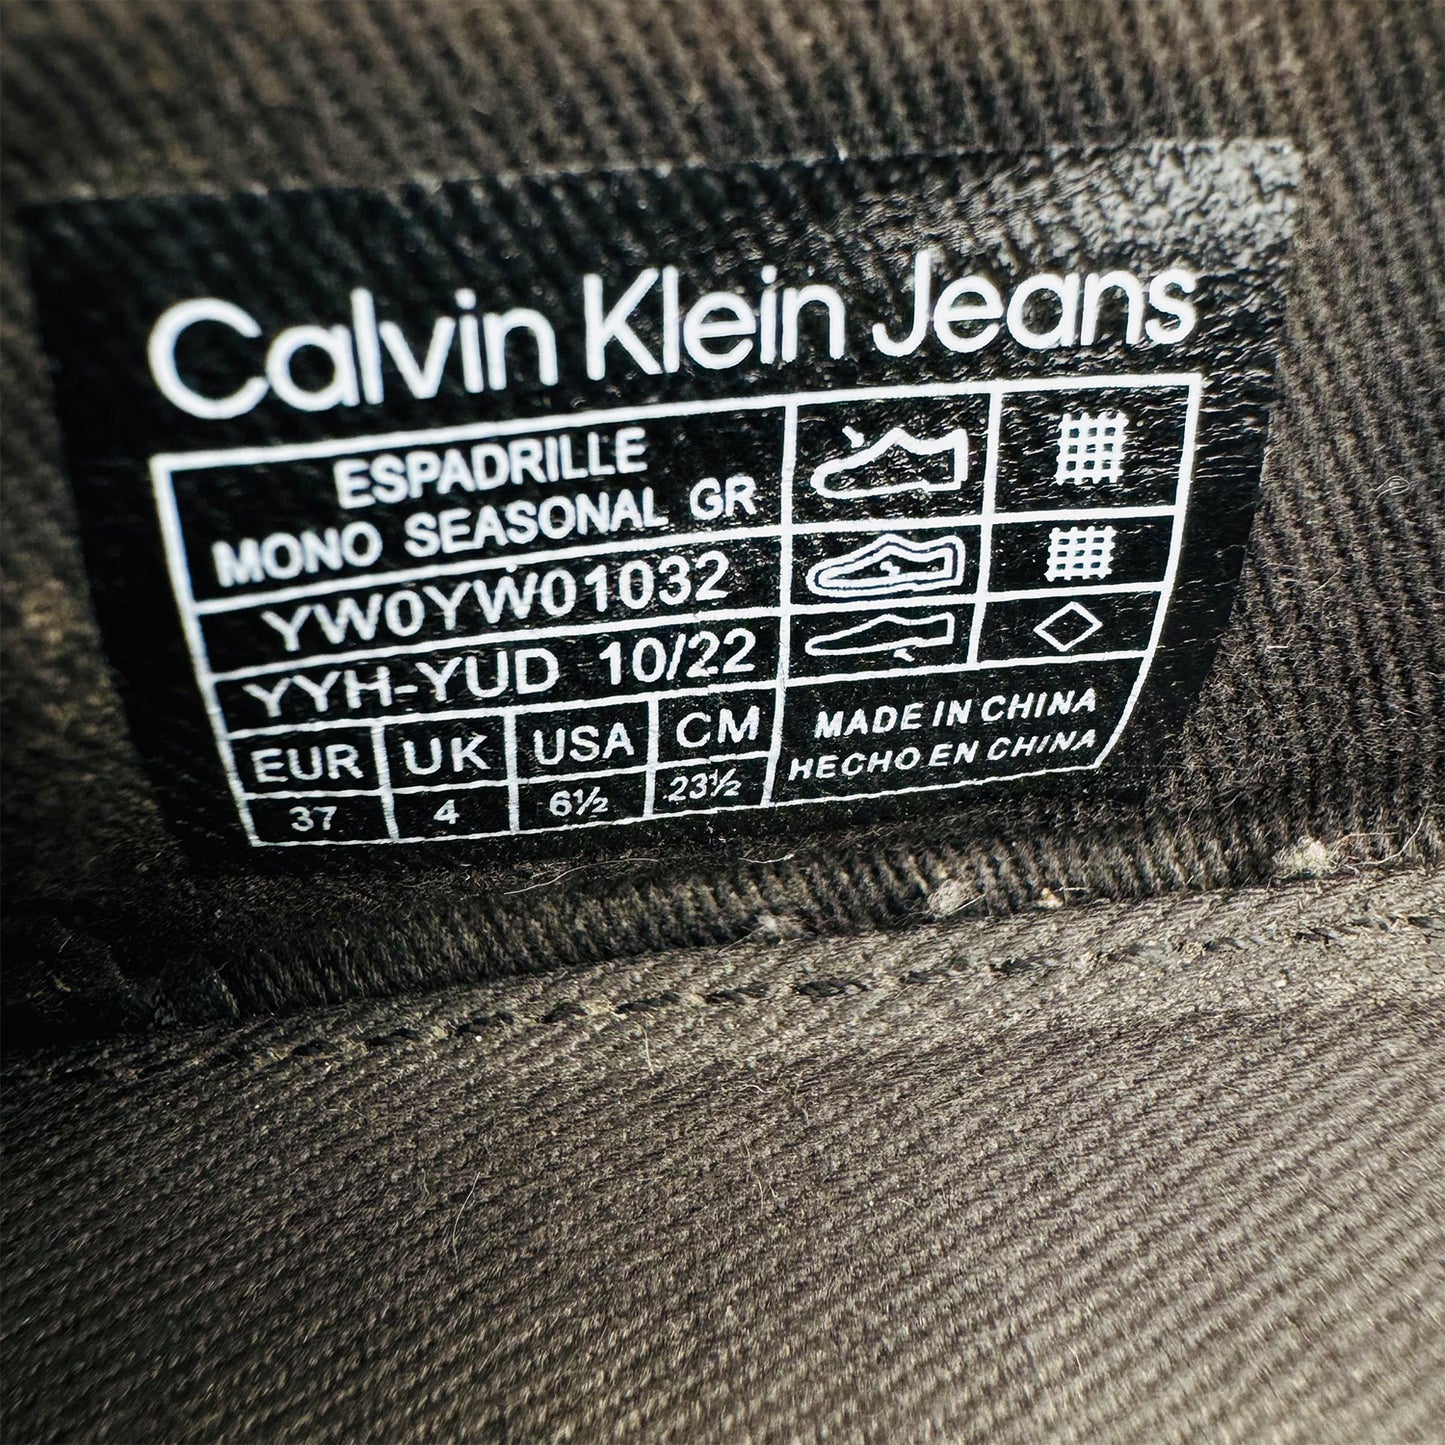 Calvin Klein Jeans
ESPADRILLE
MONO SEASONAL GR
YW0YW01032
YYH-YUD 10/22
EUR UK USA CM
37 4 6½ 23½
MADE IN CHINA
HECHO EN CHINA